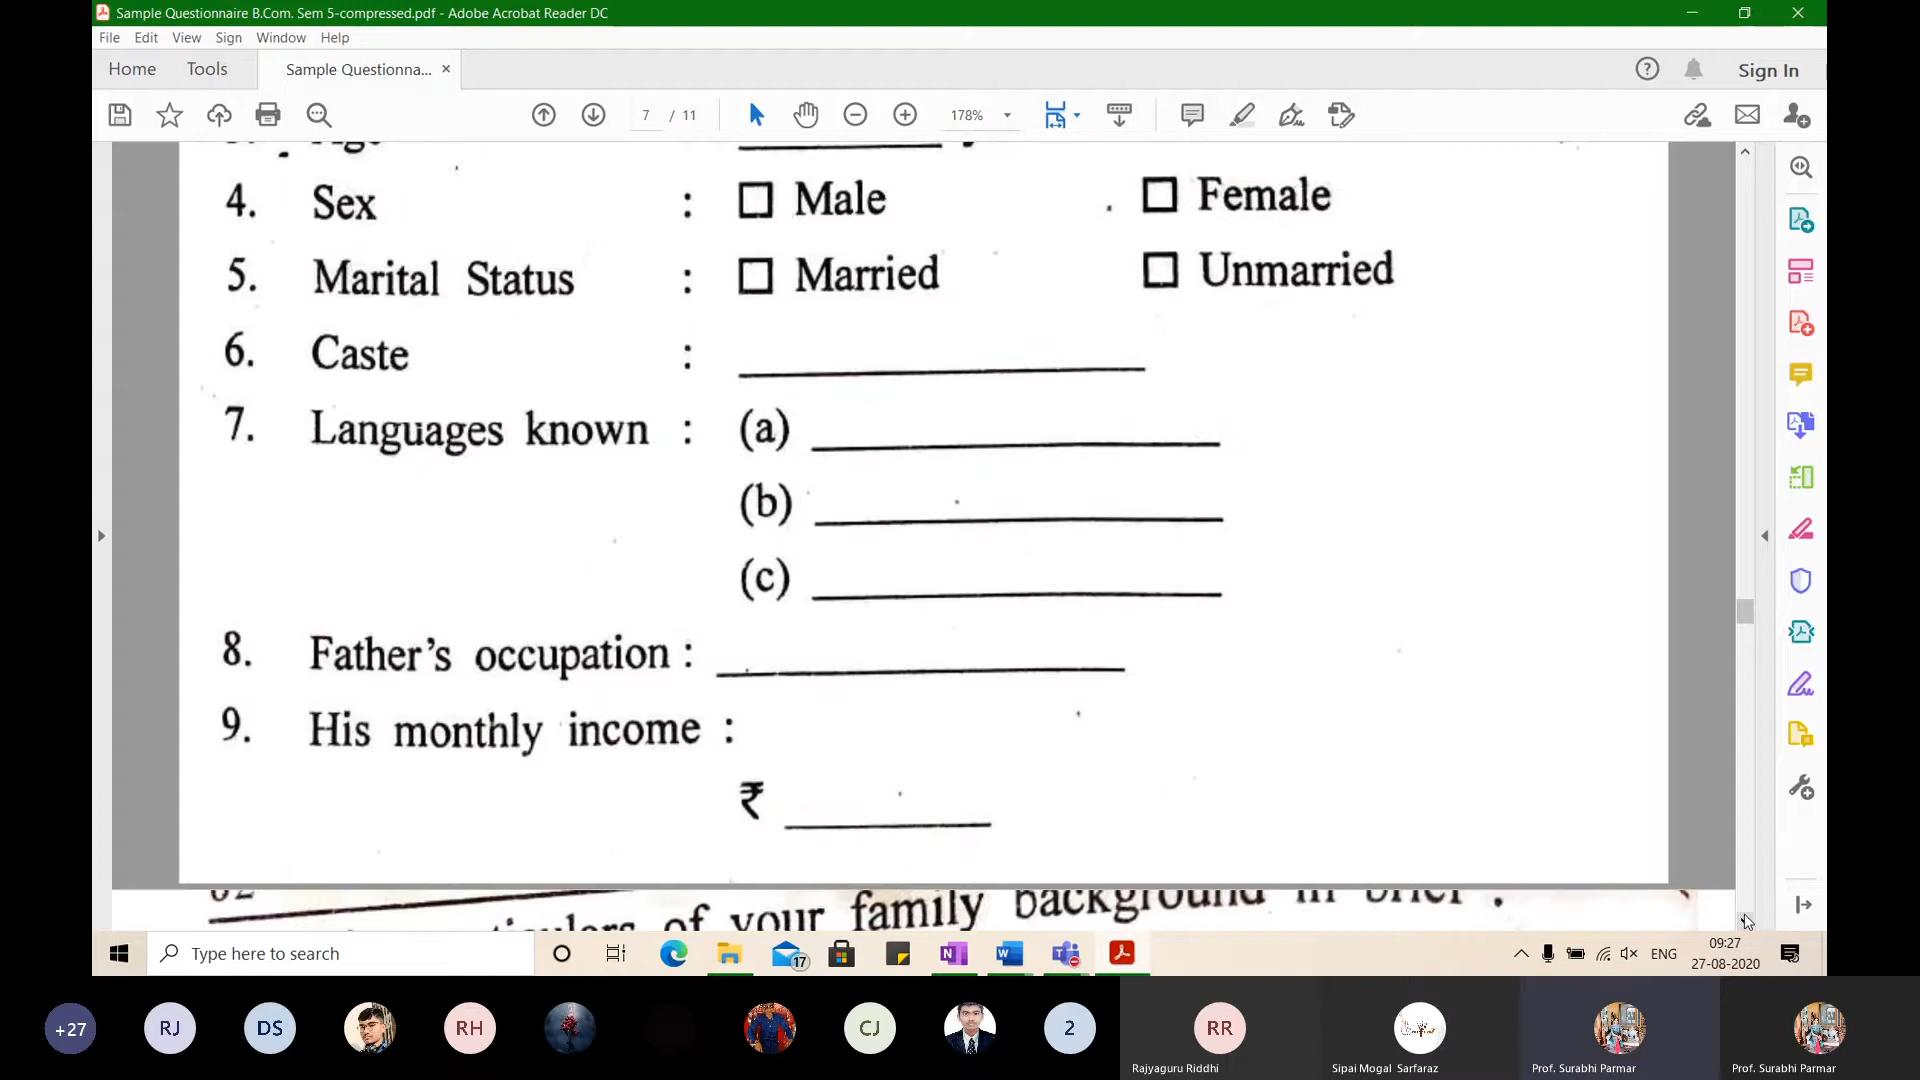 Sample Questionnaire B.Com. Sem 5-compressed.pdf - Adobe Acrobat Reader DC
File Edit View Sign Window Help
Home Tools Sample Questionna... × Sign In
7 / 11 178%
4. Sex : Male Female
5. Marital Status : Married Unmarried
6. Caste :
7. Languages known : (a)
(b)
(c)
8. Father's occupation :
9. His monthly income :
₹
of your family background in brief :
Type here to search
17
ENG
09:27
27-08-2020
+27 RJ DS RH CJ 2 RR
Rajyaguru Riddhi Sipai Mogal Sarfaraz Prof. Surabhi Parmar Prof. Surabhi Parmar